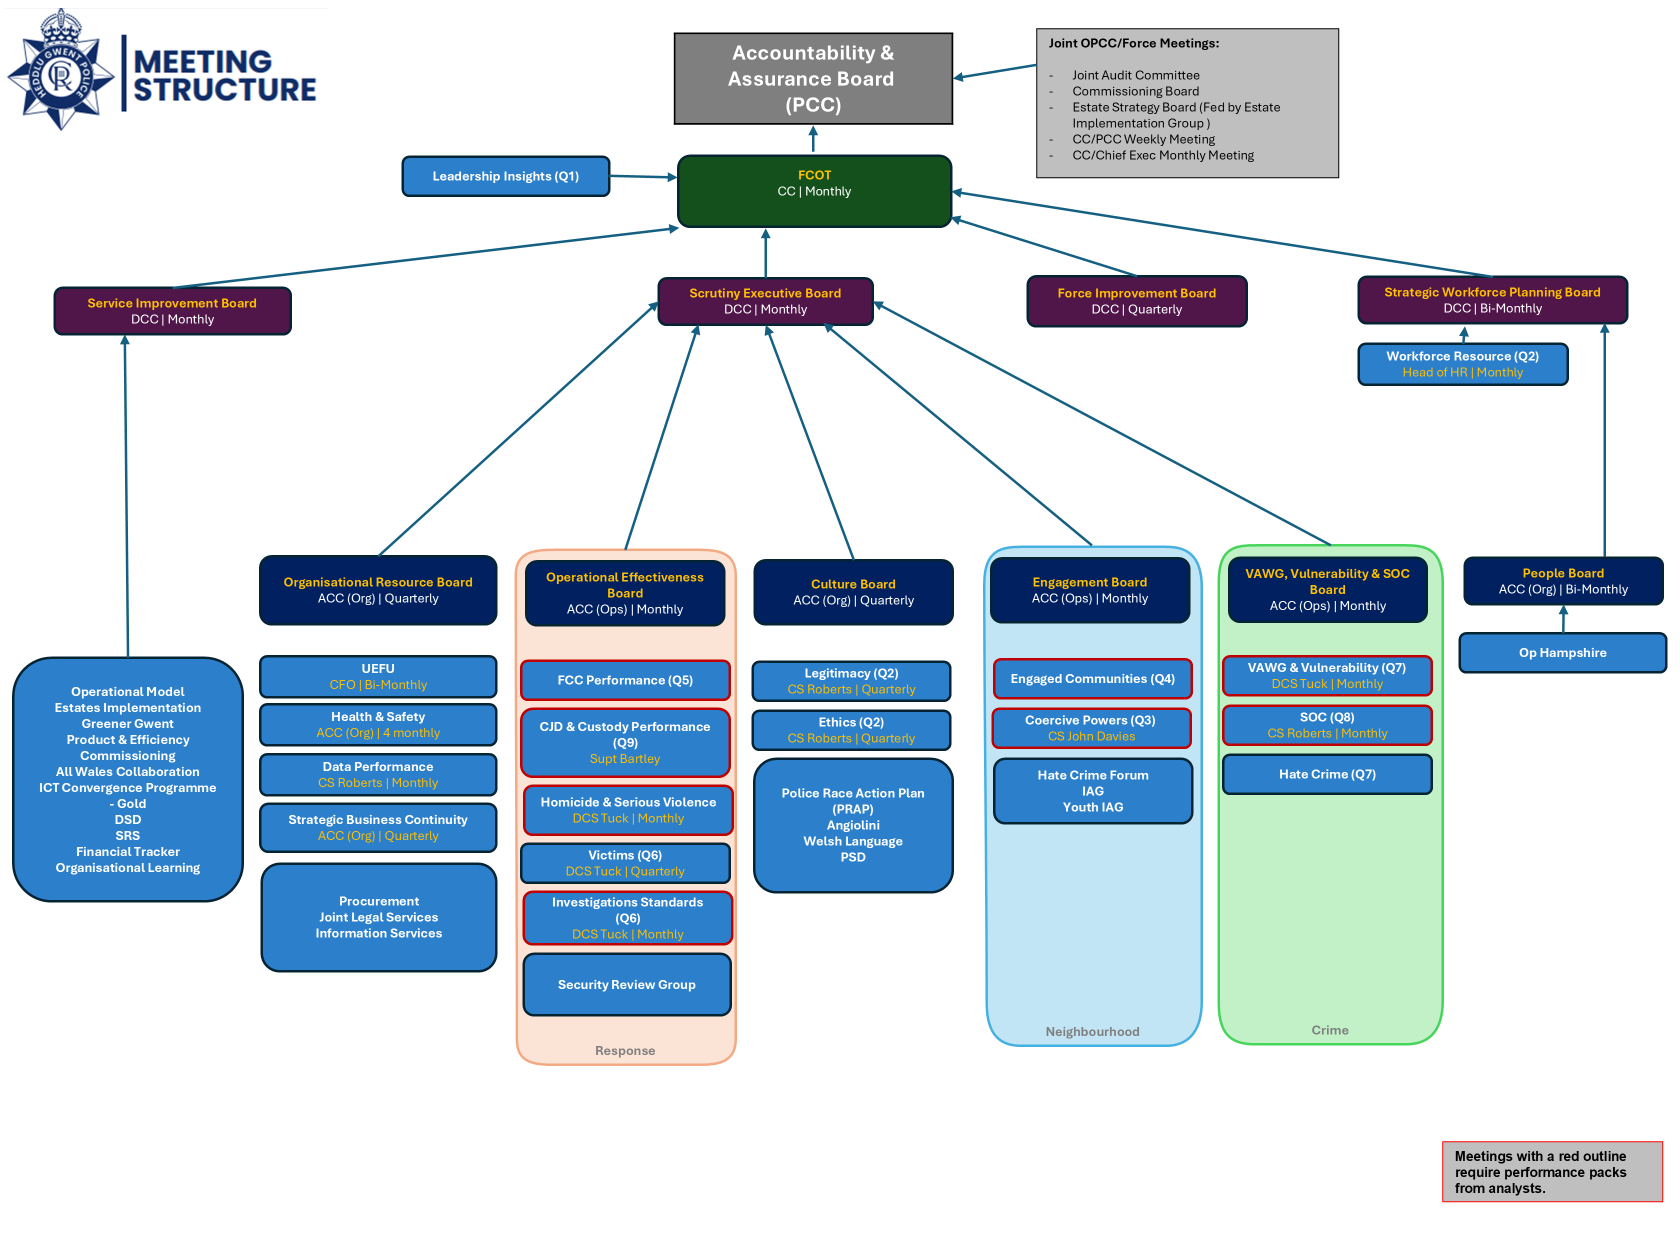 HEDDLU GWENT POLICE
MEETING
STRUCTURE
Accountability &
Assurance Board
(PCC)
Joint OPCC/Force Meetings:
- Joint Audit Committee
- Commissioning Board
- Estate Strategy Board (Fed by Estate
Implementation Group )
- CC/PCC Weekly Meeting
- CC/Chief Exec Monthly Meeting
Leadership Insights (Q1)
FCOT
CC | Monthly
Service Improvement Board
DCC | Monthly
Scrutiny Executive Board
DCC | Monthly
Force Improvement Board
DCC | Quarterly
Strategic Workforce Planning Board
DCC | Bi-Monthly
Workforce Resource (Q2)
Head of HR | Monthly
Organisational Resource Board
ACC (Org) | Quarterly
Operational Effectiveness
Board
ACC (Ops) | Monthly
Culture Board
ACC (Org) | Quarterly
Engagement Board
ACC (Ops) | Monthly
VAWG, Vulnerability & SOC
Board
ACC (Ops) | Monthly
People Board
ACC (Org) | Bi-Monthly
Op Hampshire
Operational Model
Estates Implementation
Greener Gwent
Product & Efficiency
Commissioning
All Wales Collaboration
ICT Convergence Programme
- Gold
DSD
SRS
Financial Tracker
Organisational Learning
UEFU
CFO | Bi-Monthly
Health & Safety
ACC (Org) | 4 monthly
Data Performance
CS Roberts | Monthly
Strategic Business Continuity
ACC (Org) | Quarterly
Procurement
Joint Legal Services
Information Services
FCC Performance (Q5)
CJD & Custody Performance
(Q9)
Supt Bartley
Homicide & Serious Violence
DCS Tuck | Monthly
Victims (Q6)
DCS Tuck | Quarterly
Investigations Standards
(Q6)
DCS Tuck | Monthly
Security Review Group
Response
Legitimacy (Q2)
CS Roberts | Quarterly
Ethics (Q2)
CS Roberts | Quarterly
Police Race Action Plan
(PRAP)
Angiolini
Welsh Language
PSD
Engaged Communities (Q4)
Coercive Powers (Q3)
CS John Davies
Hate Crime Forum
IAG
Youth IAG
Neighbourhood
VAWG & Vulnerability (Q7)
DCS Tuck | Monthly
SOC (Q8)
CS Roberts | Monthly
Hate Crime (Q7)
Crime
Meetings with a red outline
require performance packs
from analysts.